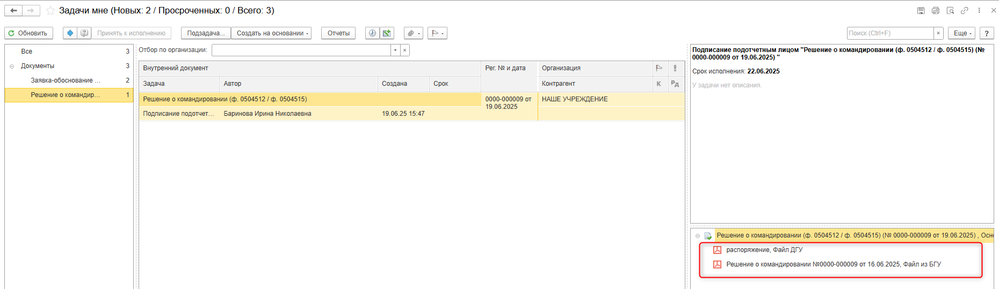 Задачи мне (Новых: 2 / Просроченных: 0 / Всего: 3)
Обновить Принять к исполнению Подзадача... Создать на основании Отчеты Поиск (Ctrl+F) × Еще ?
Все 3
Документы 3
Заявка-обоснование ... 2
Решение о командир... 1
Отбор по организации: ×
Внутренний документ Рег. № и дата Организация !
Задача Автор Создана Срок Контрагент К Рд
Решение о командировании (ф. 0504512 / ф. 0504515) 0000-000009 от НАШЕ УЧРЕЖДЕНИЕ
19.06.2025
Подписание подотчет... Баринова Ирина Николаевна 19.06.25 15:47
Подписание подотчетным лицом "Решение о командировании (ф. 0504512 / ф. 0504515) (№
0000-000009 от 19.06.2025) "
Срок исполнения: 22.06.2025
У задачи нет описания.
Решение о командировании (ф. 0504512 / ф. 0504515) (№ 0000-000009 от 19.06.2025) , Осно
распоряжение, Файл ДГУ
Решение о командировании №0000-000009 от 16.06.2025, Файл из БГУ